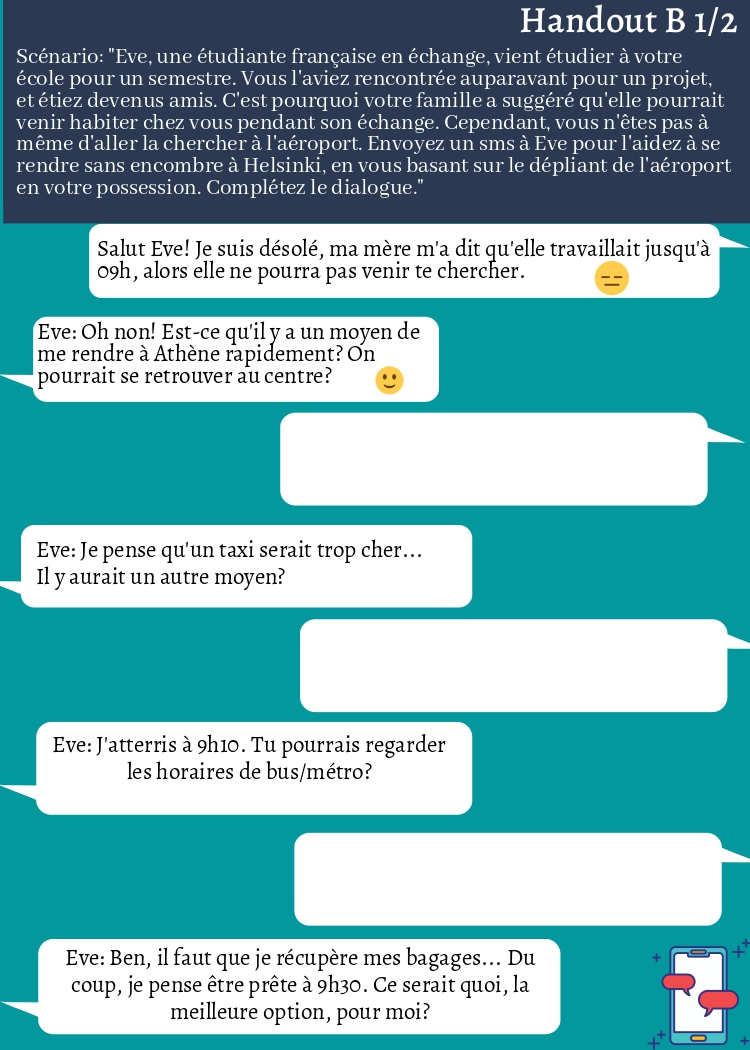 Handout B 1/2
Scénario: "Eve, une étudiante française en échange, vient étudier à votre
école pour un semestre. Vous l'aviez rencontrée auparavant pour un projet,
et étiez devenus amis. C'est pourquoi votre famille a suggéré qu'elle pourrait
venir habiter chez vous pendant son échange. Cependant, vous n'êtes pas à
même d'aller la chercher à l'aéroport. Envoyez un sms à Eve pour l'aidez à se
rendre sans encombre à Helsinki, en vous basant sur le dépliant de l'aéroport
en votre possession. Complétez le dialogue."
Salut Eve! Je suis désolé, ma mère m'a dit qu'elle travaillait jusqu'à
09h, alors elle ne pourra pas venir te chercher.
Eve: Oh non! Est-ce qu'il y a un moyen de
me rendre à Athène rapidement? On
pourrait se retrouver au centre?
Eve: Je pense qu'un taxi serait trop cher...
Il y aurait un autre moyen?
Eve: J'atterris à 9h10. Tu pourrais regarder
les horaires de bus/métro?
Eve: Ben, il faut que je récupère mes bagages... Du
coup, je pense être prête à 9h30. Ce serait quoi, la
meilleure option, pour moi?